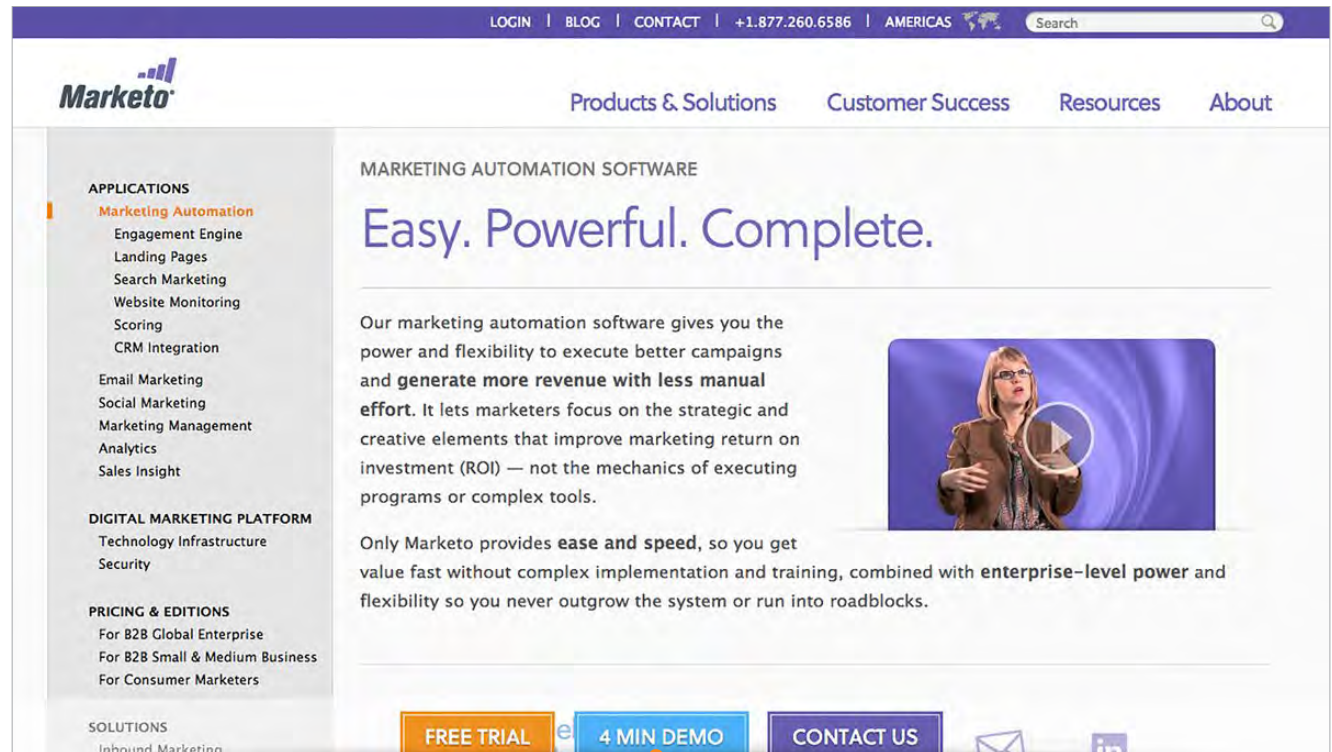 LOGIN | BLOG | CONTACT | +1.877.260.6586 | AMERICAS Search
Marketo
Products & Solutions Customer Success Resources About
APPLICATIONS
Marketing Automation
Engagement Engine
Landing Pages
Search Marketing
Website Monitoring
Scoring
CRM Integration
Email Marketing
Social Marketing
Marketing Management
Analytics
Sales Insight
DIGITAL MARKETING PLATFORM
Technology Infrastructure
Security
PRICING & EDITIONS
For B2B Global Enterprise
For B2B Small & Medium Business
For Consumer Marketers
SOLUTIONS
Inbound Marketing
MARKETING AUTOMATION SOFTWARE
Easy. Powerful. Complete.
Our marketing automation software gives you the
power and flexibility to execute better campaigns
and generate more revenue with less manual
effort. It lets marketers focus on the strategic and
creative elements that improve marketing return on
investment (ROI) — not the mechanics of executing
programs or complex tools.
Only Marketo provides ease and speed, so you get
value fast without complex implementation and training, combined with enterprise-level power and
flexibility so you never outgrow the system or run into roadblocks.
FREE TRIAL 4 MIN DEMO CONTACT US in